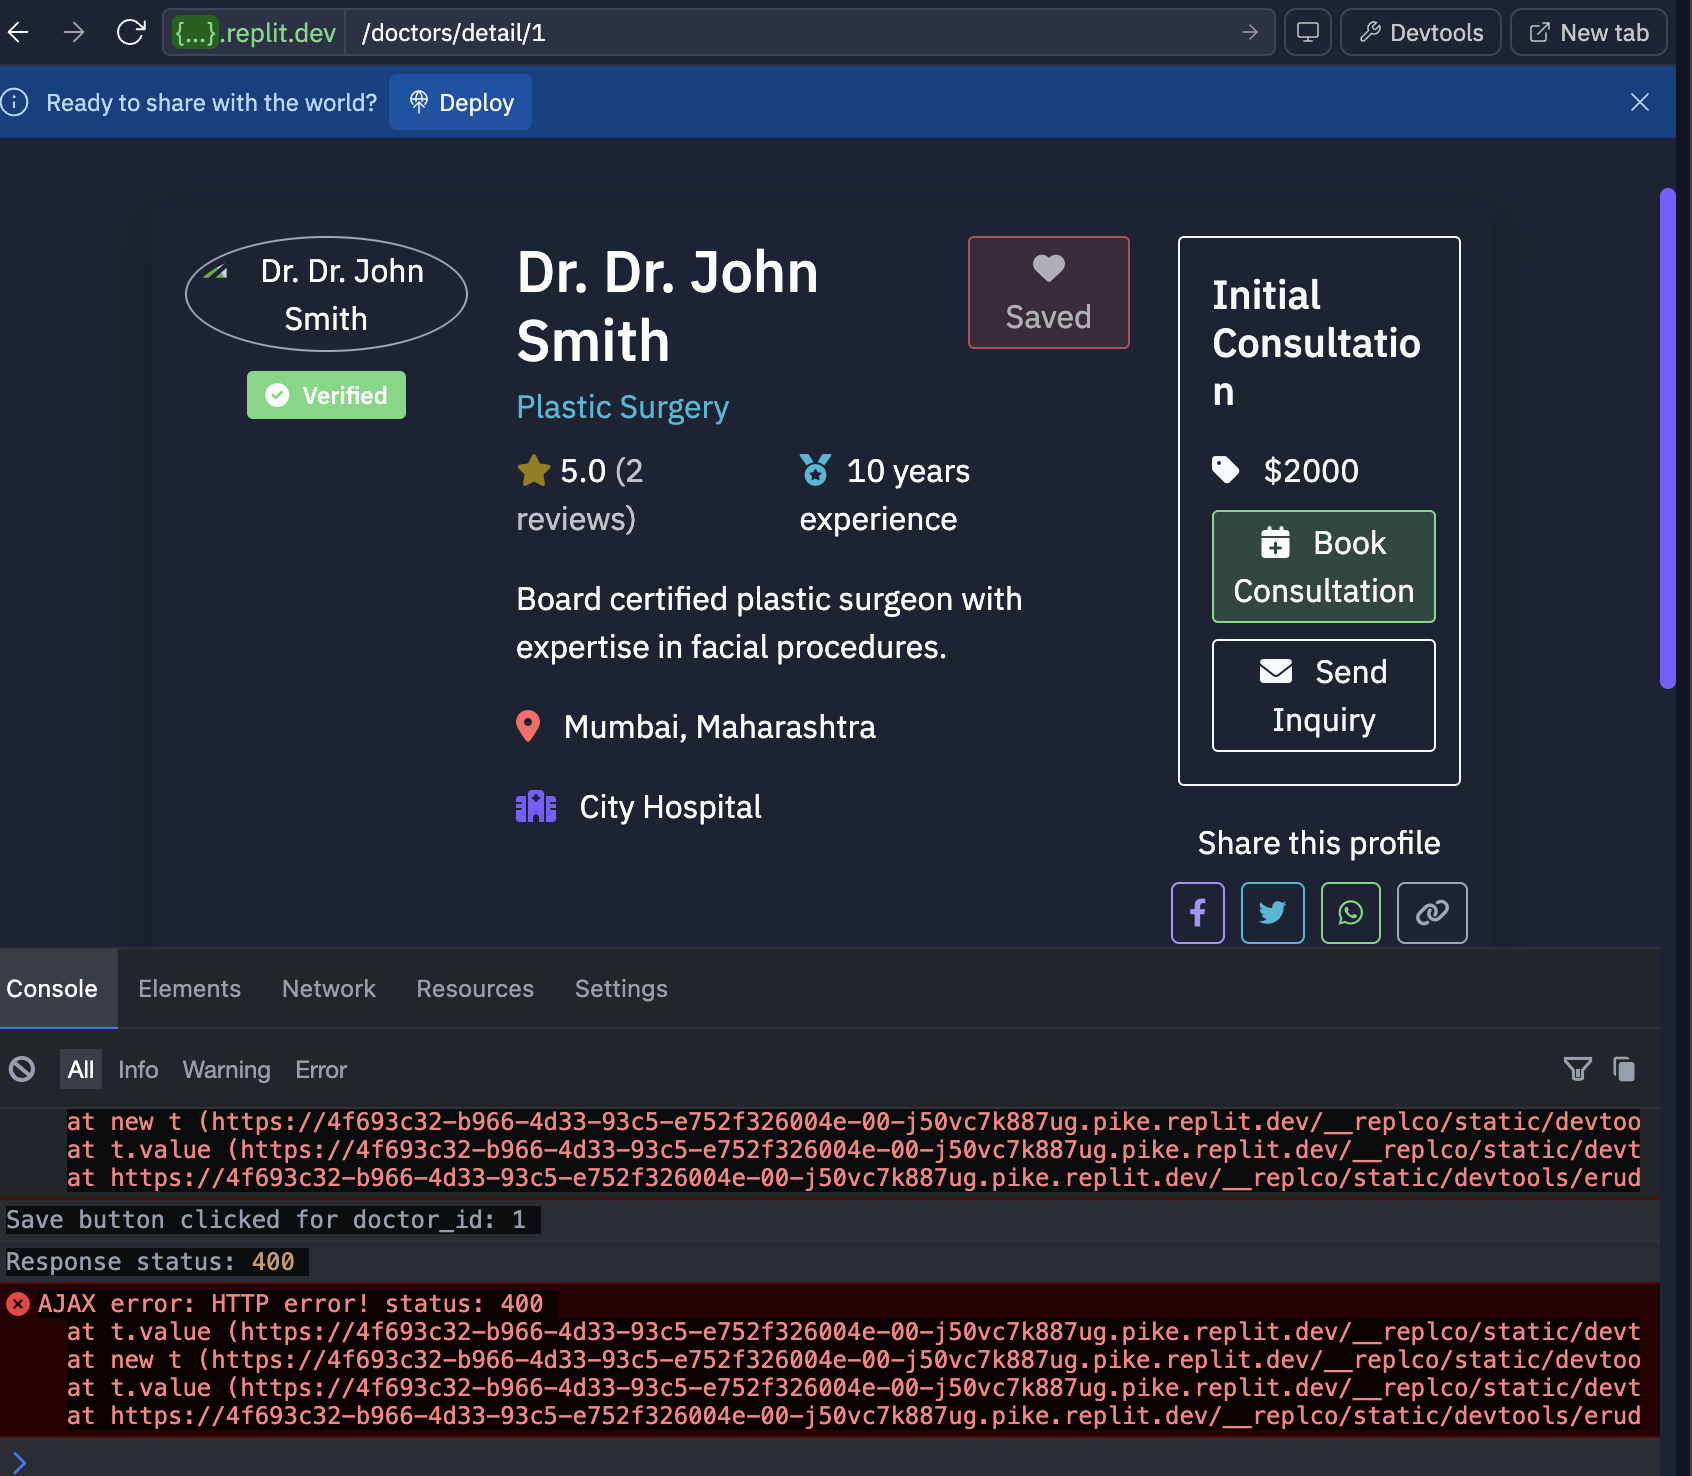 {...}.replit.dev /doctors/detail/1 Devtools New tab
Ready to share with the world? Deploy
Dr. Dr. John
Smith
Verified
Dr. Dr. John
Smith
Plastic Surgery
5.0 (2
reviews)
10 years
experience
Board certified plastic surgeon with
expertise in facial procedures.
Mumbai, Maharashtra
City Hospital
Saved
Initial
Consultatio
n
$2000
Book
Consultation
Send
Inquiry
Share this profile
Console Elements Network Resources Settings
All Info Warning Error
at new t (https://4f693c32-b966-4d33-93c5-e752f326004e-00-j50vc7k887ug.pike.replit.dev/__replco/static/devtoo
at t.value (https://4f693c32-b966-4d33-93c5-e752f326004e-00-j50vc7k887ug.pike.replit.dev/__replco/static/devt
at https://4f693c32-b966-4d33-93c5-e752f326004e-00-j50vc7k887ug.pike.replit.dev/__replco/static/devtools/erud
Save button clicked for doctor_id: 1
Response status: 400
AJAX error: HTTP error! status: 400
at t.value (https://4f693c32-b966-4d33-93c5-e752f326004e-00-j50vc7k887ug.pike.replit.dev/__replco/static/devt
at new t (https://4f693c32-b966-4d33-93c5-e752f326004e-00-j50vc7k887ug.pike.replit.dev/__replco/static/devtoo
at t.value (https://4f693c32-b966-4d33-93c5-e752f326004e-00-j50vc7k887ug.pike.replit.dev/__replco/static/devt
at https://4f693c32-b966-4d33-93c5-e752f326004e-00-j50vc7k887ug.pike.replit.dev/__replco/static/devtools/erud